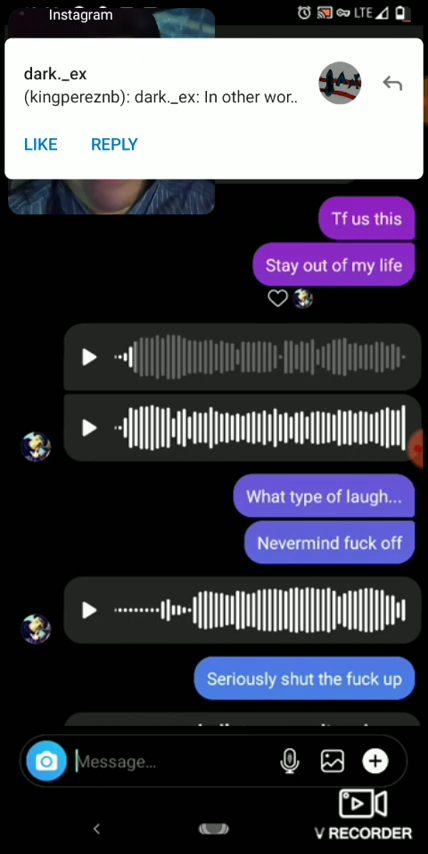 Instagram
LTE
dark._ex
(kingpereznb): dark._ex: In other wor..
LIKE
REPLY
Tf us this
Stay out of my life
What type of laugh...
Nevermind fuck off
Seriously shut the fuck up
Message...
V RECORDER